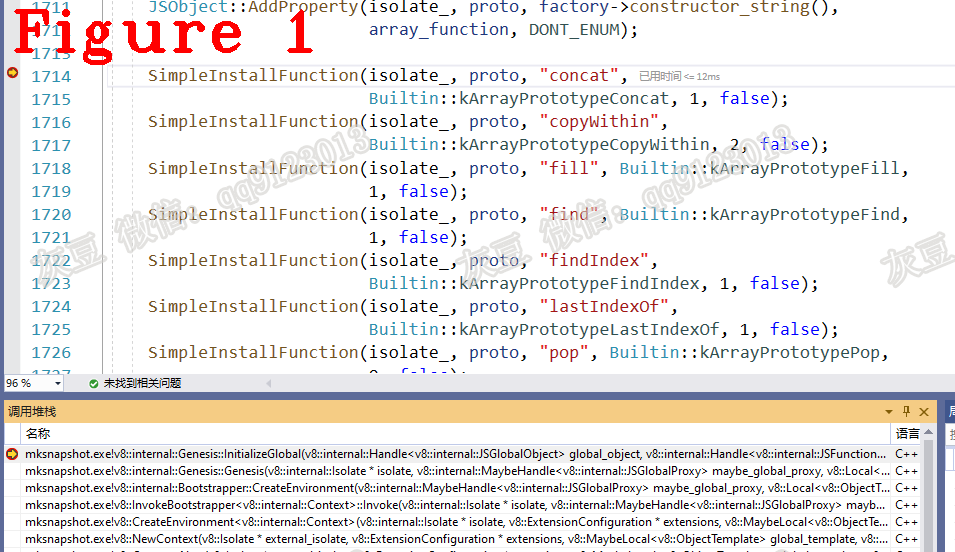 1711 JSObject::AddProperty(isolate_, proto, factory->constructor_string(),
array_function, DONT_ENUM);
Figure 1
1713
1714 SimpleInstallFunction(isolate_, proto, "concat", 已用时间 <= 12ms
1715 Builtin::kArrayPrototypeConcat, 1, false);
1716 SimpleInstallFunction(isolate_, proto, "copyWithin",
1717 Builtin::kArrayPrototypeCopyWithin, 2, false);
1718 SimpleInstallFunction(isolate_, proto, "fill", Builtin::kArrayPrototypeFill,
1719 1, false);
1720 SimpleInstallFunction(isolate_, proto, "find", Builtin::kArrayPrototypeFind,
1721 1, false);
1722 SimpleInstallFunction(isolate_, proto, "findIndex",
1723 Builtin::kArrayPrototypeFindIndex, 1, false);
1724 SimpleInstallFunction(isolate_, proto, "lastIndexOf",
1725 Builtin::kArrayPrototypeLastIndexOf, 1, false);
1726 SimpleInstallFunction(isolate_, proto, "pop", Builtin::kArrayPrototypePop,
灰豆 微信: qq9123013
灰豆 微信: qq9123013
灰豆
96 % 未找到相关问题
调用堆栈
名称 语言
mksnapshot.exe!v8::internal::Genesis::InitializeGlobal(v8::internal::Handle<v8::internal::JSGlobalObject> global_object, v8::internal::Handle<v8::internal::JSFunction... C++
mksnapshot.exe!v8::internal::Genesis::Genesis(v8::internal::Isolate * isolate, v8::internal::MaybeHandle<v8::internal::JSGlobalProxy> maybe_global_proxy, v8::Local<... C++
mksnapshot.exe!v8::internal::Bootstrapper::CreateEnvironment(v8::internal::MaybeHandle<v8::internal::JSGlobalProxy> maybe_global_proxy, v8::Local<v8::ObjectT... C++
mksnapshot.exe!v8::InvokeBootstrapper<v8::internal::Context>::Invoke(v8::internal::Isolate * isolate, v8::internal::MaybeHandle<v8::internal::JSGlobalProxy> mayb... C++
mksnapshot.exe!v8::CreateEnvironment<v8::internal::Context>(v8::internal::Isolate * isolate, v8::ExtensionConfiguration * extensions, v8::MaybeLocal<v8::ObjectTe... C++
mksnapshot.exe!v8::NewContext(v8::Isolate * external_isolate, v8::ExtensionConfiguration * extensions, v8::MaybeLocal<v8::ObjectTemplate> global_template, v8::... C++